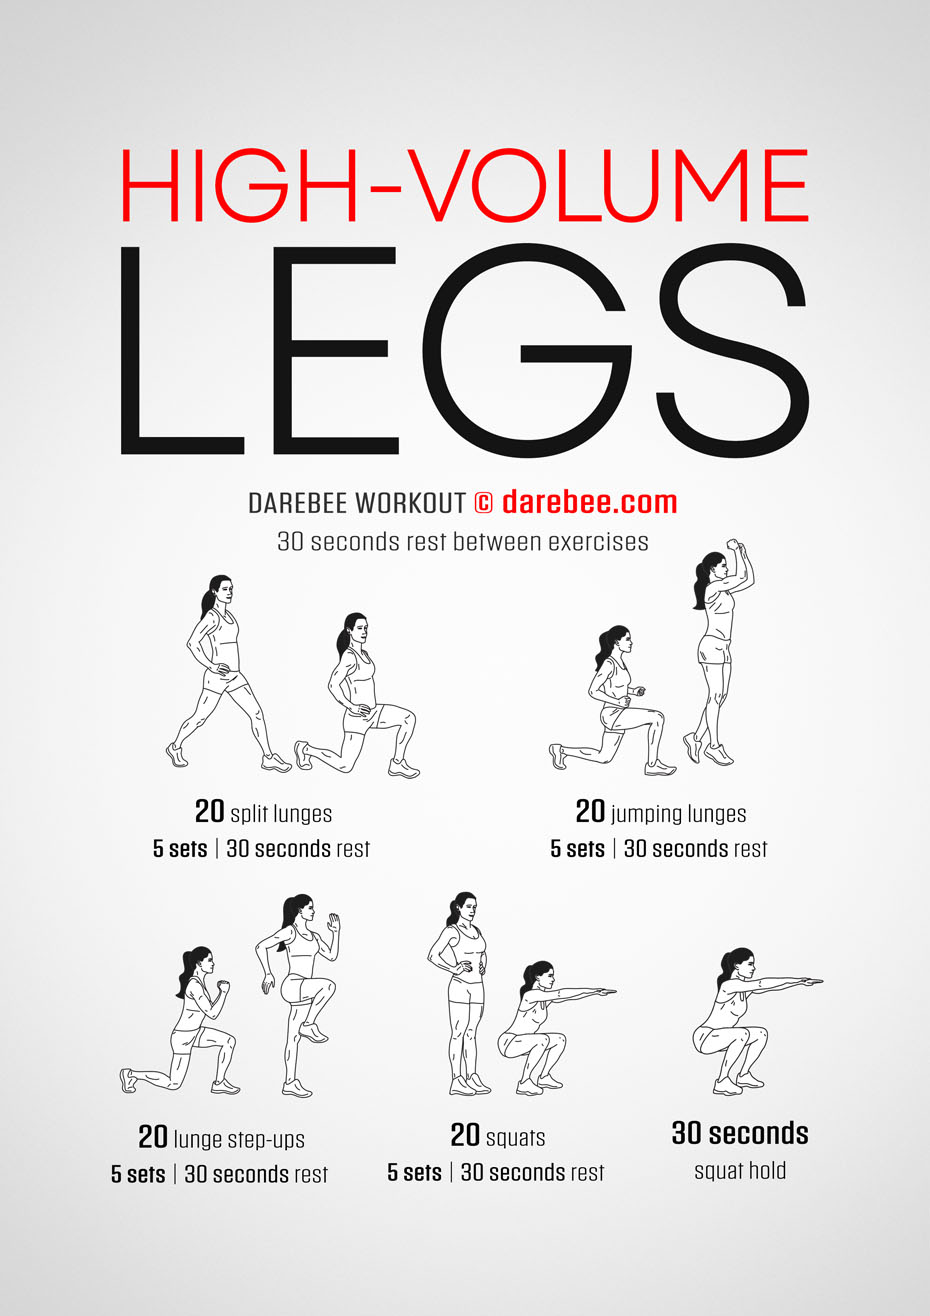 HIGH-VOLUME
LEGS
DAREBEE WORKOUT © darebee.com
30 seconds rest between exercises
20 split lunges
5 sets | 30 seconds rest
20 jumping lunges
5 sets | 30 seconds rest
20 lunge step-ups
5 sets | 30 seconds rest
20 squats
5 sets | 30 seconds rest
30 seconds
squat hold